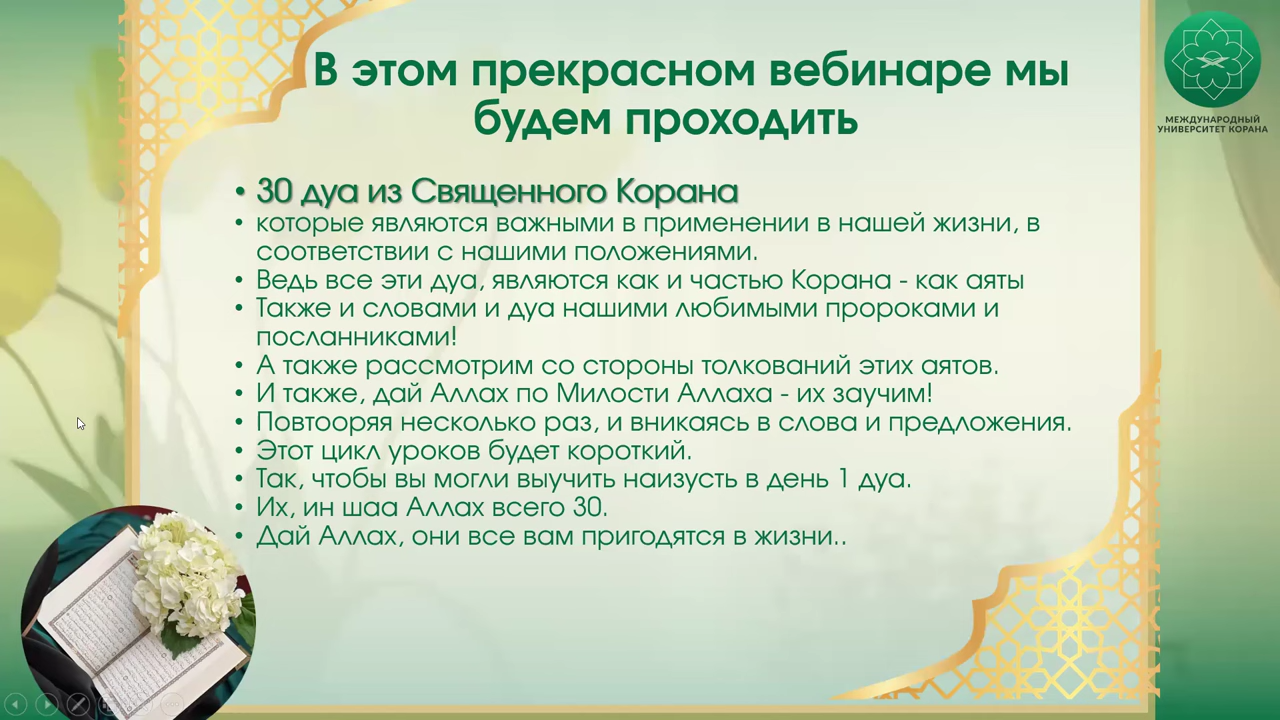 В этом прекрасном вебинаре мы
будем проходить
МЕЖДУНАРОДНЫЙ
УНИВЕРСИТЕТ КОРАНА
• 30 дуа из Священного Корана
• которые являются важными в применении в нашей жизни, в
соответствии с нашими положениями.
• Ведь все эти дуа, являются как и частью Корана - как аяты
• Также и словами и дуа нашими любимыми пророками и
посланниками!
• А также рассмотрим со стороны толкований этих аятов.
• И также, дай Аллах по Милости Аллаха - их заучим!
• Повтооряя несколько раз, и вникаясь в слова и предложения.
• Этот цикл уроков будет короткий.
• Так, чтобы вы могли выучить наизусть в день 1 дуа.
• Их, ин шаа Аллах всего 30.
• Дай Аллах, они все вам пригодятся в жизни..